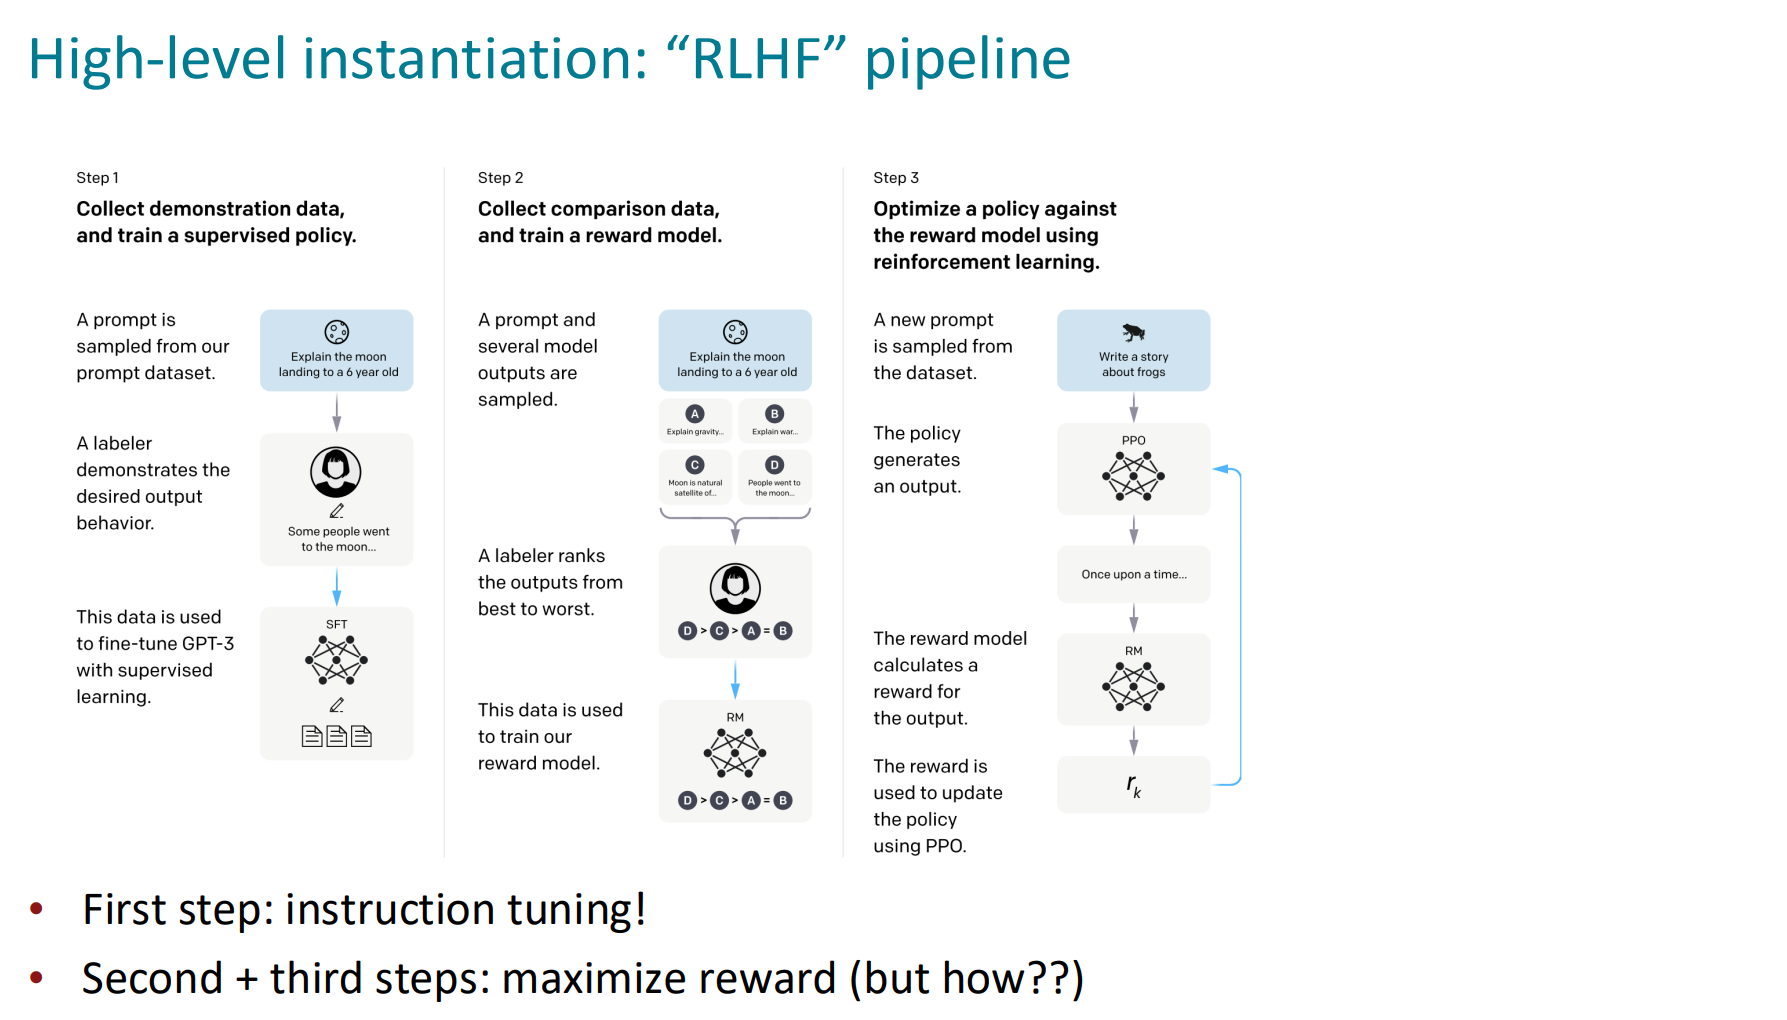 High-level instantiation: “RLHF” pipeline
Step 1
Collect demonstration data,
and train a supervised policy.
A prompt is
sampled from our
prompt dataset.
Explain the moon
landing to a 6 year old
A labeler
demonstrates the
desired output
behavior.
Some people went
to the moon...
This data is used
to fine-tune GPT-3
with supervised
learning.
SFT
Step 2
Collect comparison data,
and train a reward model.
A prompt and
several model
outputs are
sampled.
Explain the moon
landing to a 6 year old
A
Explain gravity...
B
Explain war...
C
Moon is natural
satellite of...
D
People went to
the moon...
A labeler ranks
the outputs from
best to worst.
D > C > A = B
This data is used
to train our
reward model.
RM
D > C > A = B
Step 3
Optimize a policy against
the reward model using
reinforcement learning.
A new prompt
is sampled from
the dataset.
Write a story
about frogs
The policy
generates
an output.
PPO
Once upon a time...
The reward model
calculates a
reward for
the output.
RM
The reward is
used to update
the policy
using PPO.
rk
• First step: instruction tuning!
• Second + third steps: maximize reward (but how??)